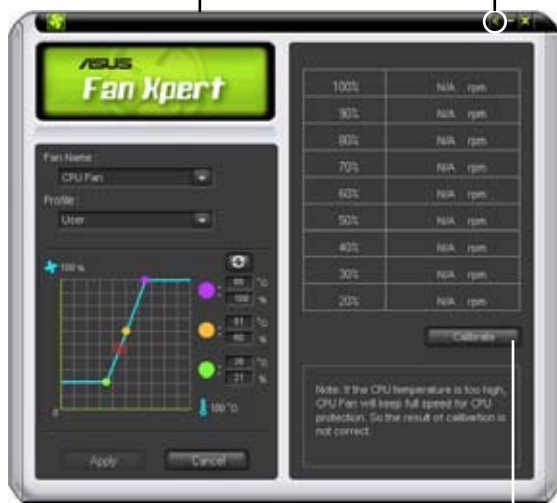 ASUS
Fan Xpert
Fan Name :
CPU Fan
Profile :
User
100 %
°C
100 %
°C
%
°C
21 %
0
100 °C
Apply
Cancel
100% N/A rpm
90% N/A rpm
80% N/A rpm
70% N/A rpm
60% N/A rpm
50% N/A rpm
40% N/A rpm
30% N/A rpm
20% N/A rpm
Calibrate
Note: If the CPU temperature is too high,
CPU Fan will keep full speed for CPU
protection. So the result of calibartion is
not correct.